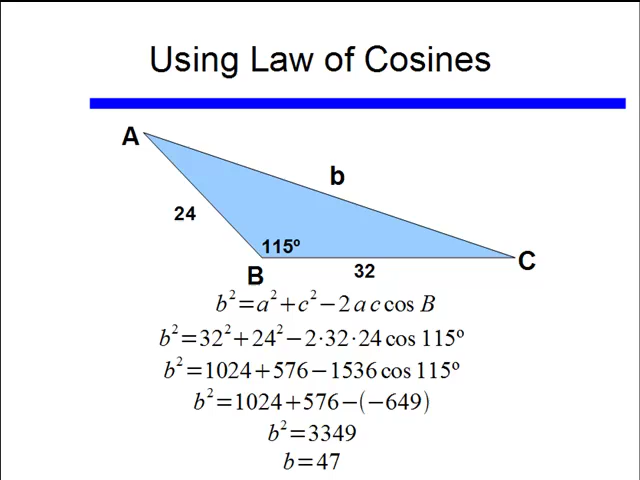 Using Law of Cosines
A
b
24
115º
B
32
C
b²=a²+c²−2 a c cos B
b²=32²+24²−2·32·24 cos 115º
b²=1024+576−1536 cos 115º
b²=1024+576−(−649)
b²=3349
b=47